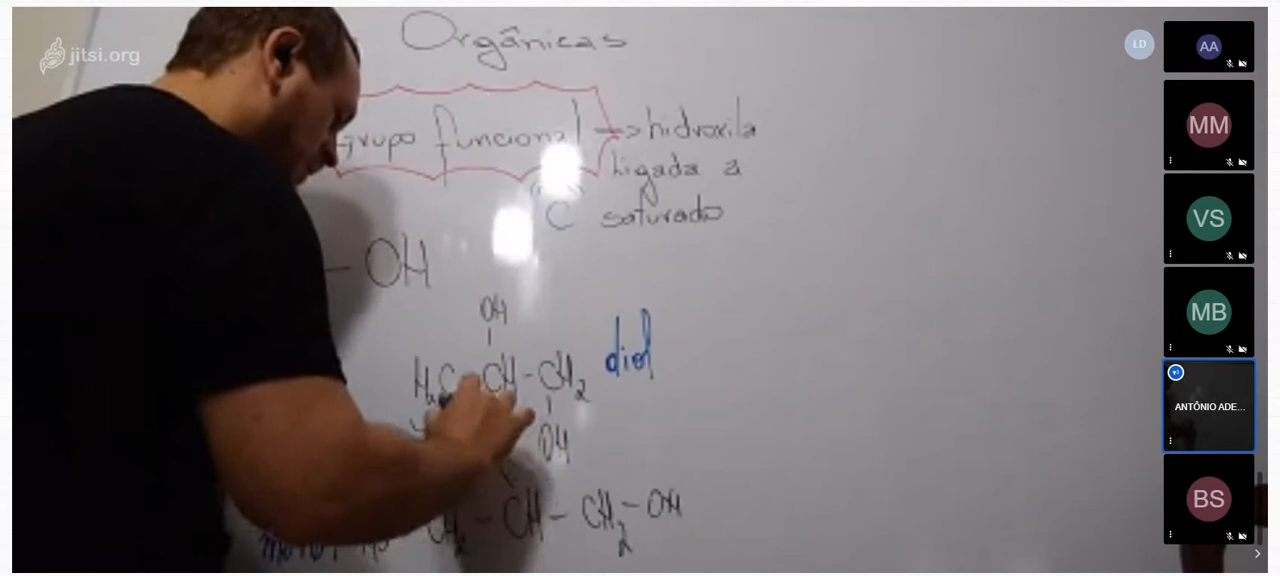 jitsi.org
Orgânicas
grupo funcional -> hidroxila
ligada a
C saturado
- OH
OH
H₂C - CH - CH₂ diol
OH
CH₂ - CH - CH₂ - OH
LD
AA
MM
VS
MB
ANTÔNIO ADE...
BS